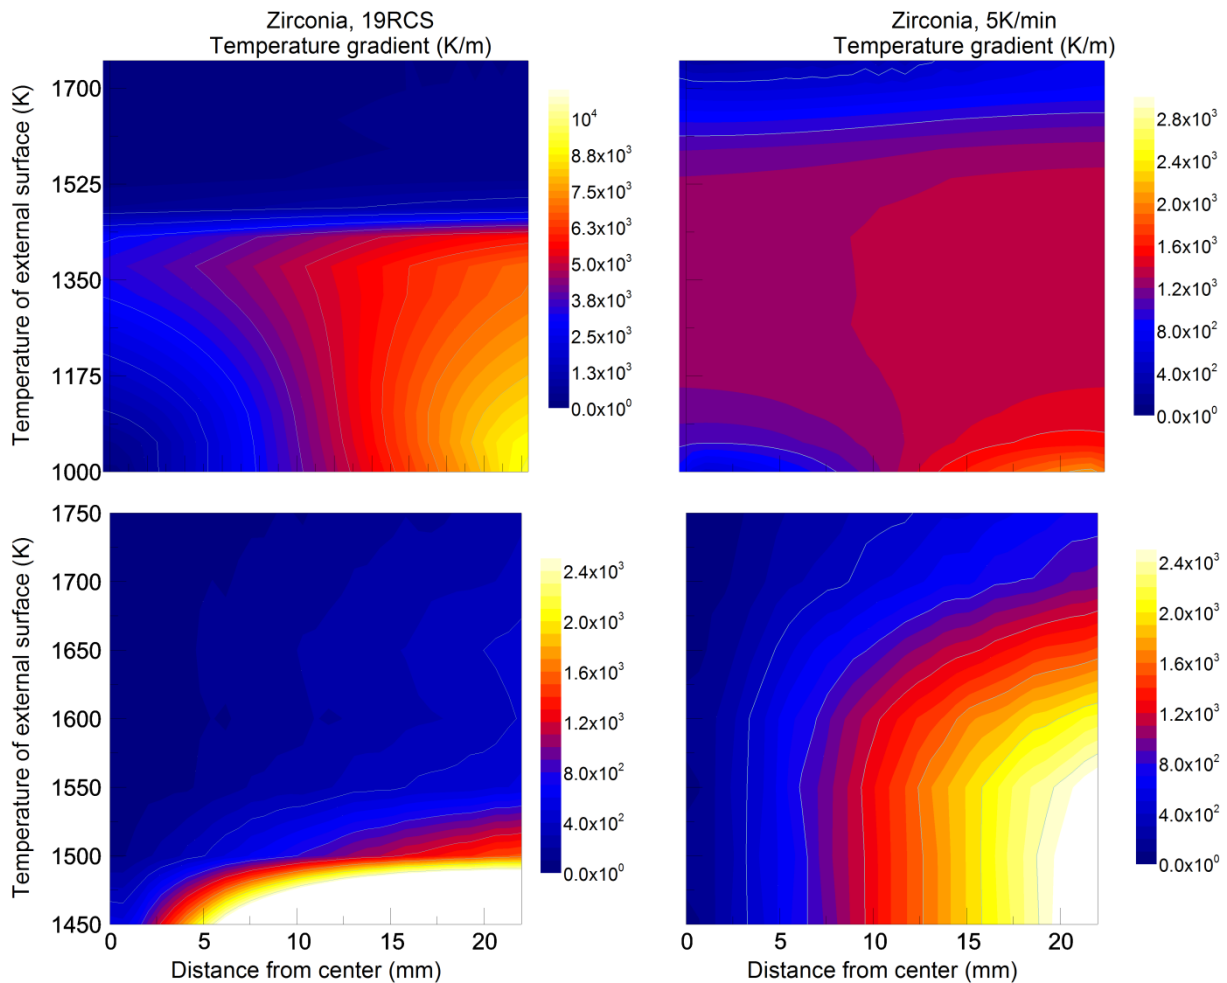 Zirconia, 19RCS
Temperature gradient (K/m)
Zirconia, 5K/min
Temperature gradient (K/m)
Temperature of external surface (K)
1700
1525
1350
1175
1000
10⁴
8.8x10³
7.5x10³
6.3x10³
5.0x10³
3.8x10³
2.5x10³
1.3x10³
0.0x10⁰
2.8x10³
2.4x10³
2.0x10³
1.6x10³
1.2x10³
8.0x10²
4.0x10²
0.0x10⁰
Temperature of external surface (K)
1750
1700
1650
1600
1550
1500
1450
2.4x10³
2.0x10³
1.6x10³
1.2x10³
8.0x10²
4.0x10²
0.0x10⁰
2.4x10³
2.0x10³
1.6x10³
1.2x10³
8.0x10²
4.0x10²
0.0x10⁰
0 5 10 15 20
Distance from center (mm)
0 5 10 15 20
Distance from center (mm)